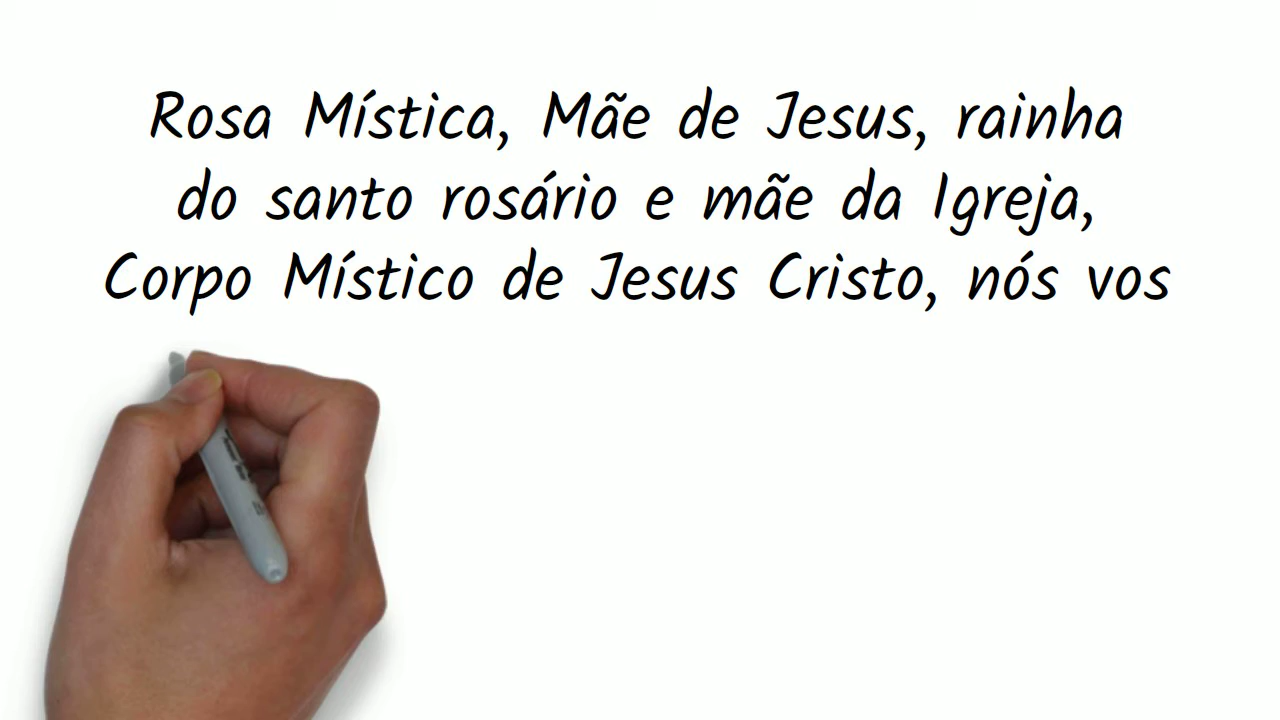 Rosa Mística, Mãe de Jesus, rainha
do santo rosário e mãe da Igreja,
Corpo Místico de Jesus Cristo, nós vos